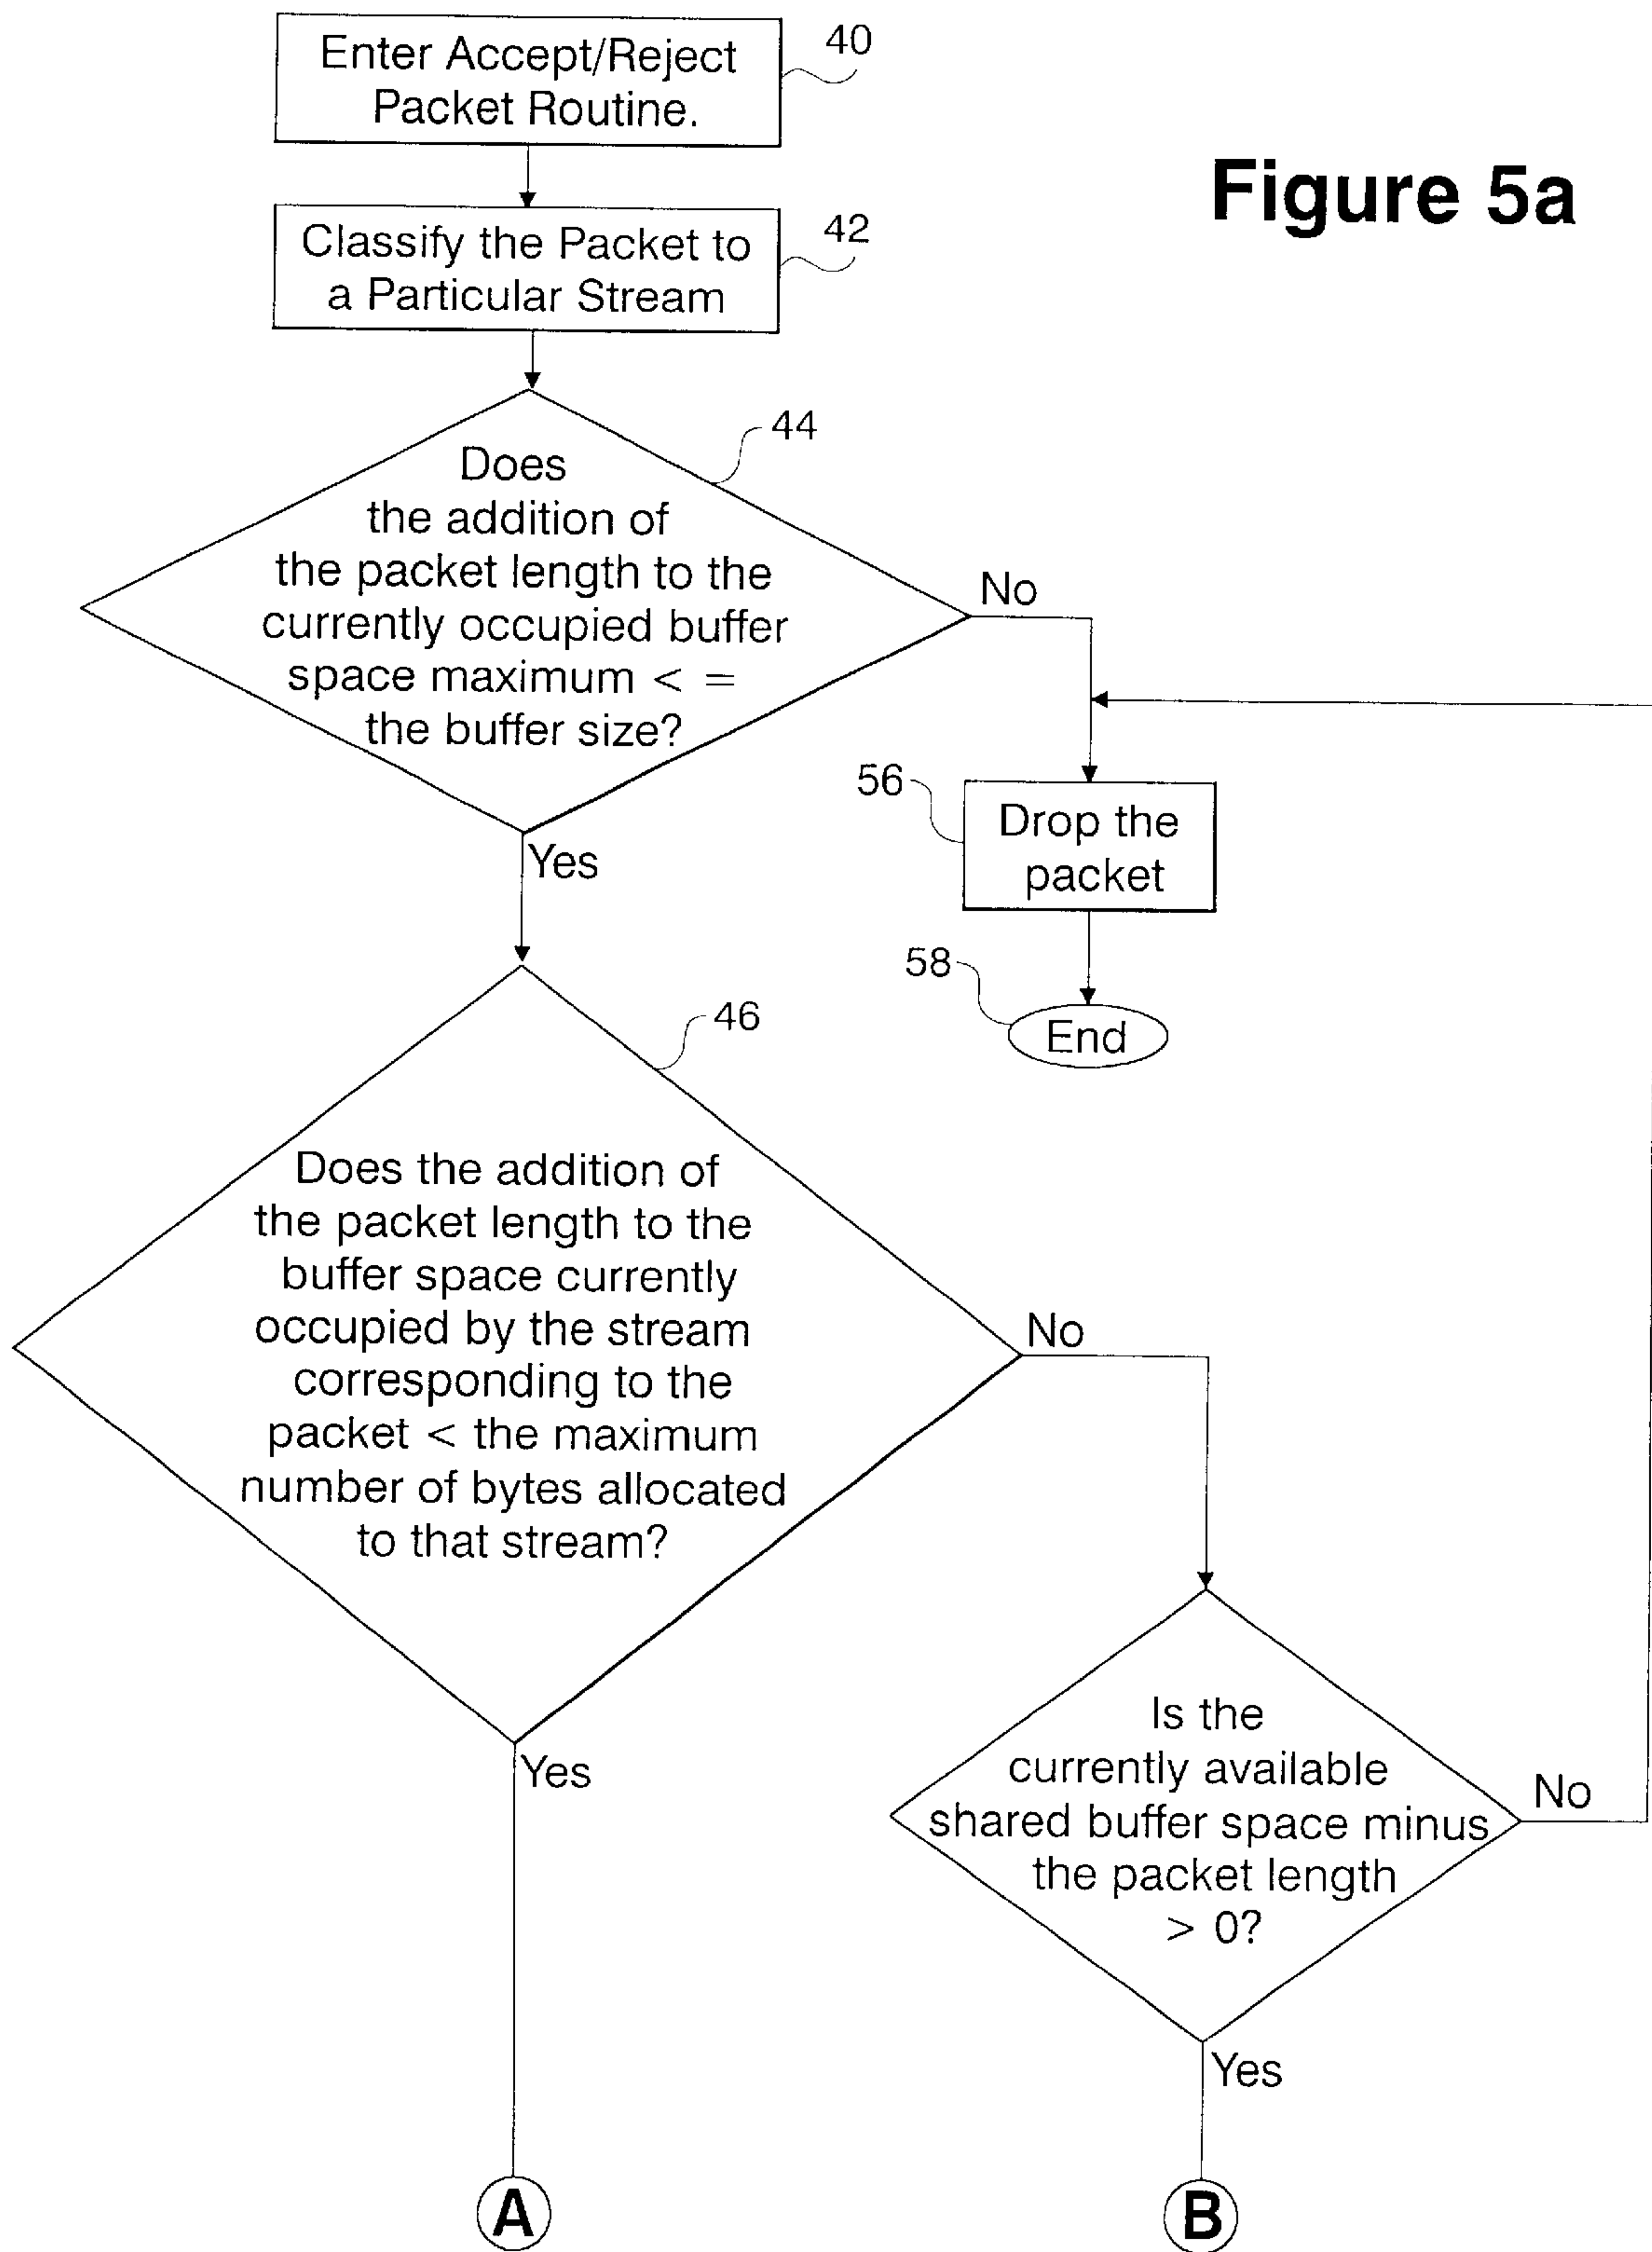 Enter Accept/Reject
Packet Routine.
40
Figure 5a
Classify the Packet to
a Particular Stream
42
44
Does
the addition of
the packet length to the
currently occupied buffer
space maximum < =
the buffer size?
No
Yes
56
Drop the
packet
58
End
46
Does the addition of
the packet length to the
buffer space currently
occupied by the stream
corresponding to the
packet < the maximum
number of bytes allocated
to that stream?
No
Yes
Is the
currently available
shared buffer space minus
the packet length
> 0?
No
Yes
A
B